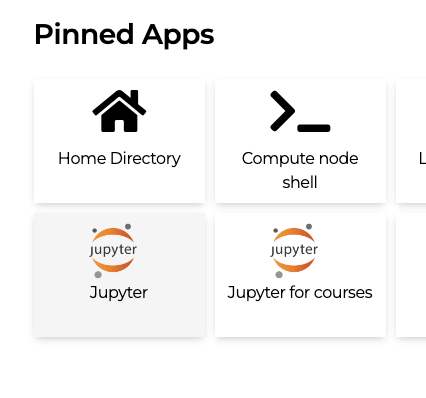 Pinned Apps
Home Directory
Compute node
shell
L
jupyter
Jupyter
jupyter
Jupyter for courses